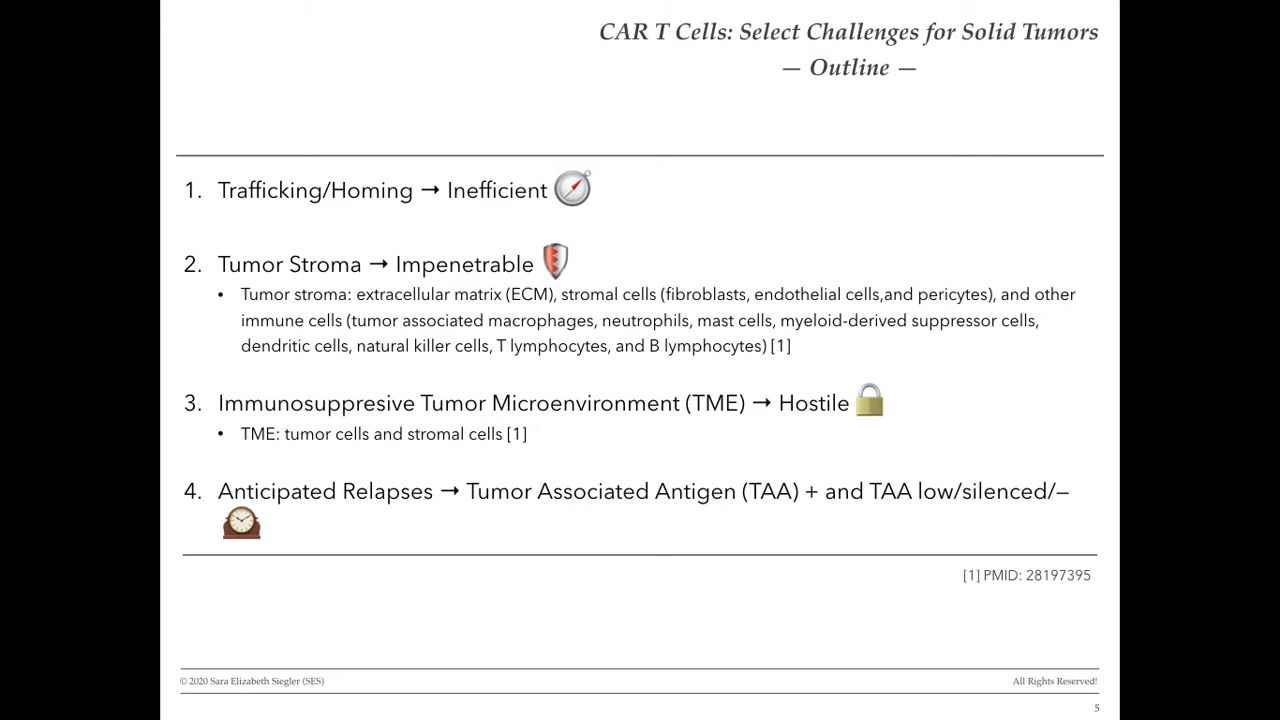 CAR T Cells: Select Challenges for Solid Tumors
— Outline —
1. Trafficking/Homing → Inefficient
2. Tumor Stroma → Impenetrable
• Tumor stroma: extracellular matrix (ECM), stromal cells (fibroblasts, endothelial cells,and pericytes), and other
immune cells (tumor associated macrophages, neutrophils, mast cells, myeloid-derived suppressor cells,
dendritic cells, natural killer cells, T lymphocytes, and B lymphocytes) [1]
3. Immunosuppresive Tumor Microenvironment (TME) → Hostile
• TME: tumor cells and stromal cells [1]
4. Anticipated Relapses → Tumor Associated Antigen (TAA) + and TAA low/silenced/–
[1] PMID: 28197395
© 2020 Sara Elizabeth Siegler (SES)
All Rights Reserved!
5